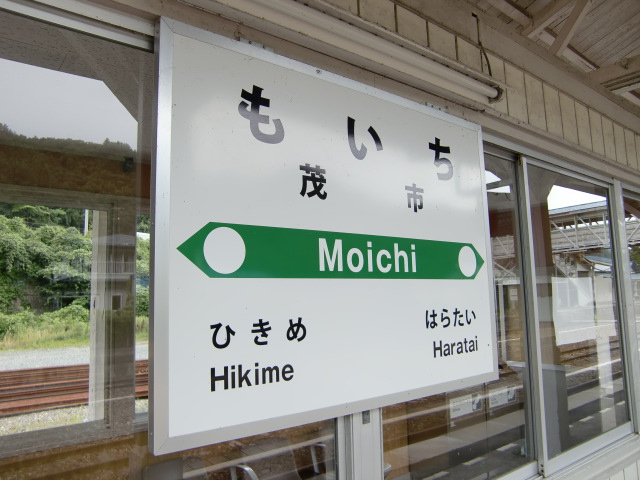 もいち
茂市
Moichi
ひきめ
Hikime
はらたい
Haratai